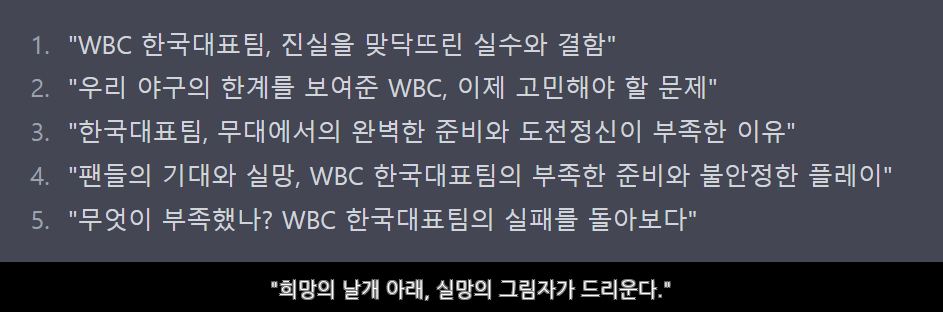 1. "WBC 한국대표팀, 진실을 맞닥뜨린 실수와 결함"
2. "우리 야구의 한계를 보여준 WBC, 이제 고민해야 할 문제"
3. "한국대표팀, 무대에서의 완벽한 준비와 도전정신이 부족한 이유"
4. "팬들의 기대와 실망, WBC 한국대표팀의 부족한 준비와 불안정한 플레이"
5. "무엇이 부족했나? WBC 한국대표팀의 실패를 돌아보다"
"희망의 날개 아래, 실망의 그림자가 드리운다."